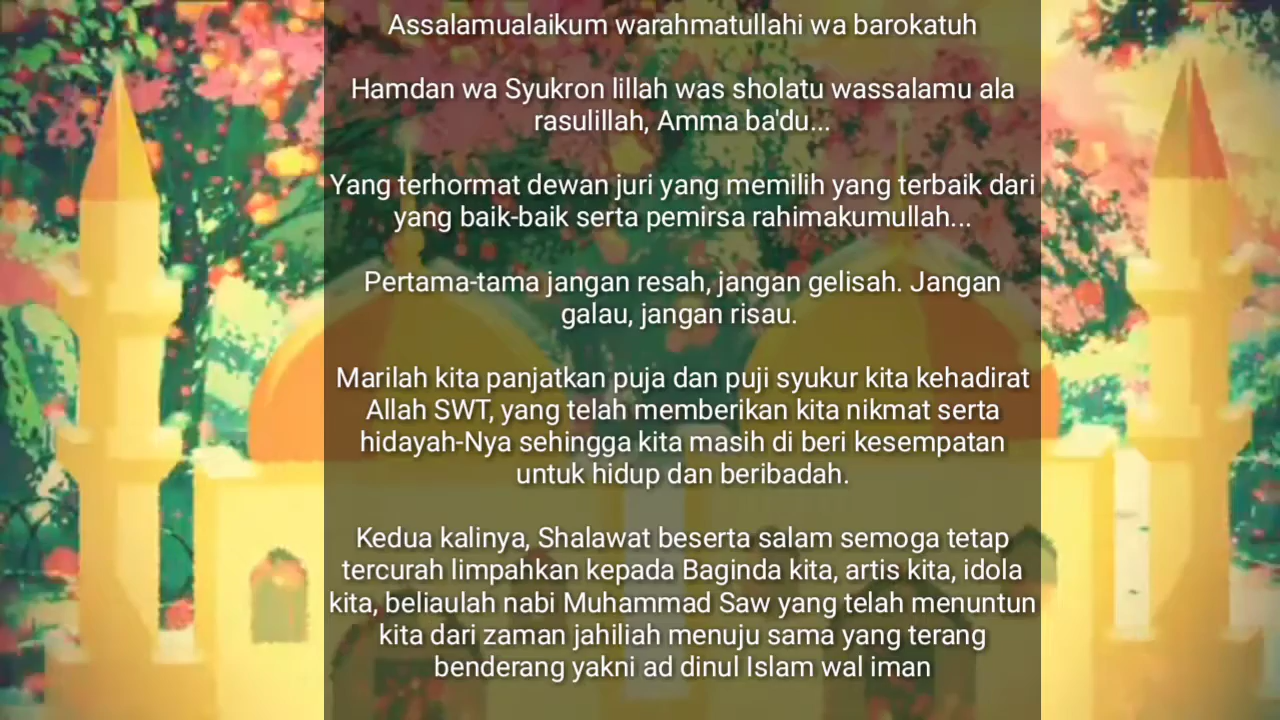 Assalamualaikum warahmatullahi wa barokatuh
Hamdan wa Syukron lillah was sholatu wassalamu ala
rasulillah, Amma ba'du...
Yang terhormat dewan juri yang memilih yang terbaik dari
yang baik-baik serta pemirsa rahimakumullah...
Pertama-tama jangan resah, jangan gelisah. Jangan
galau, jangan risau.
Marilah kita panjatkan puja dan puji syukur kita kehadirat
Allah SWT, yang telah memberikan kita nikmat serta
hidayah-Nya sehingga kita masih di beri kesempatan
untuk hidup dan beribadah.
Kedua kalinya, Shalawat beserta salam semoga tetap
tercurah limpahkan kepada Baginda kita, artis kita, idola
kita, beliaulah nabi Muhammad Saw yang telah menuntun
kita dari zaman jahiliah menuju sama yang terang
benderang yakni ad dinul Islam wal iman